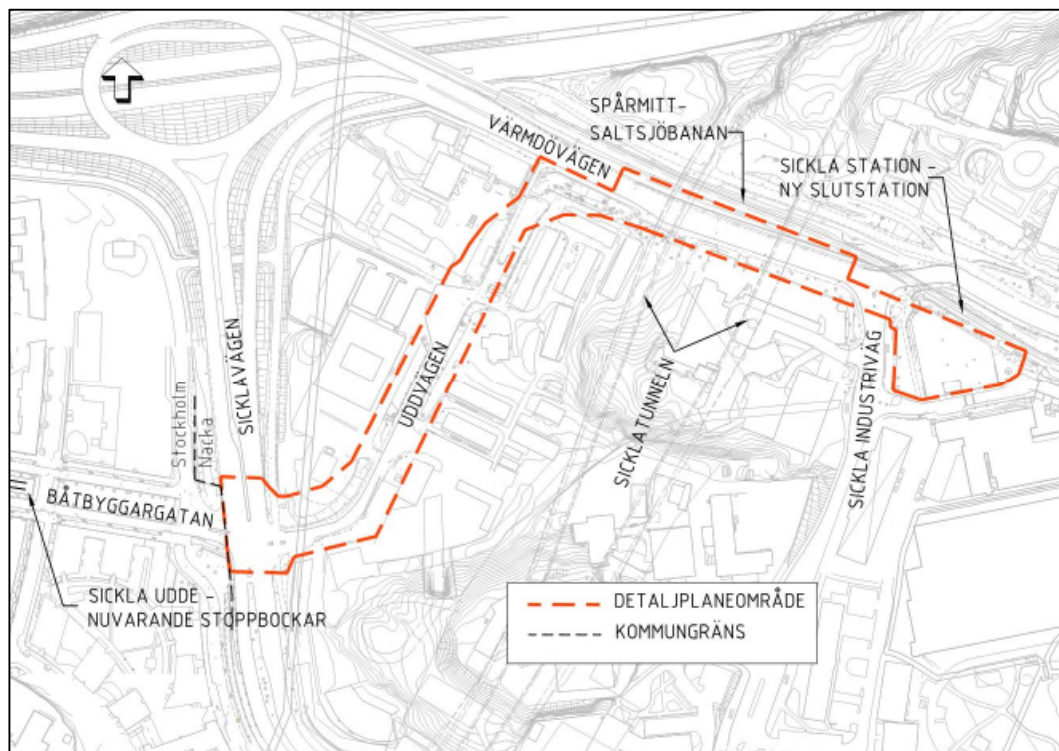 VÄRMDÖVÄGEN
SPÅRMITT-
SALTSJÖBANAN
SICKLA STATION -
NY SLUTSTATION
SICKLAVÄGEN
UDDVÄGEN
SICKLATUNNELN
SICKLA INDUSTRIVÄG
Stockholm
Nacka
BÅTBYGGARGATAN
SICKLA UDDE -
NUVARANDE STOPPBOCKAR
DETALJPLANEOMRÅDE
KOMMUNGRÄNS